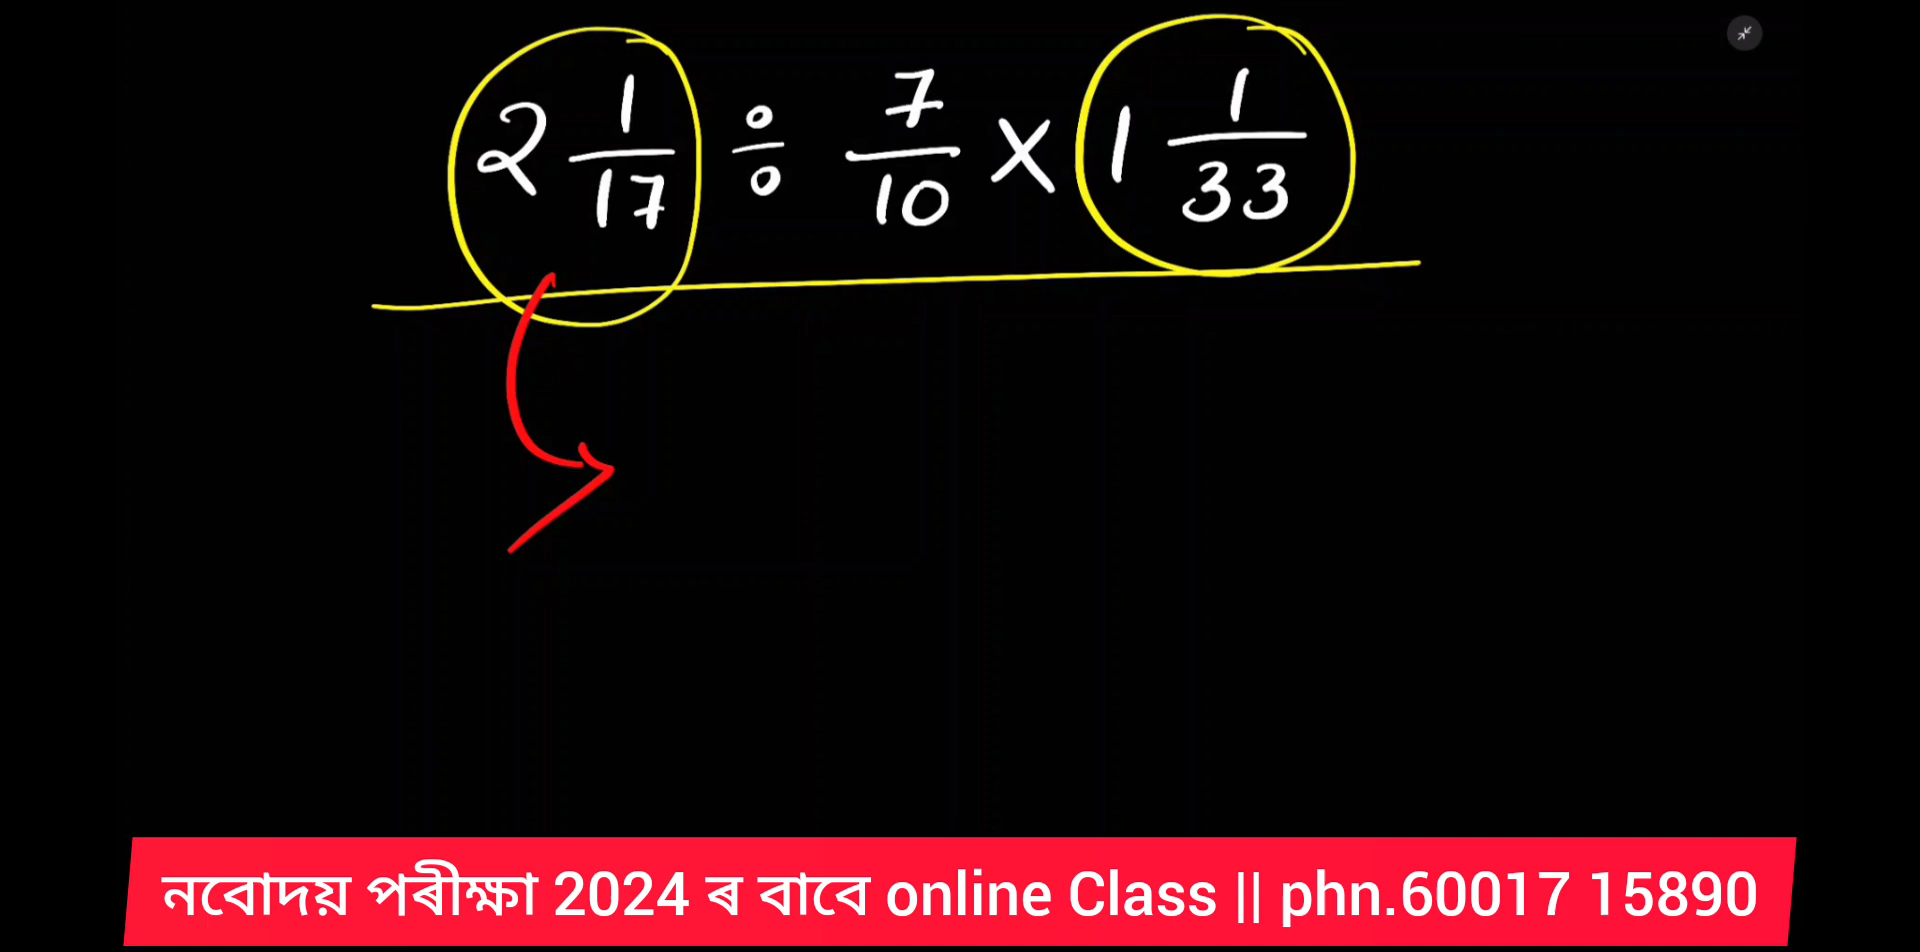 2 1/17 ÷ 7/10 × 1 1/33
নবোদয় পৰীক্ষা 2024 ৰ বাবে online Class || phn.60017 15890